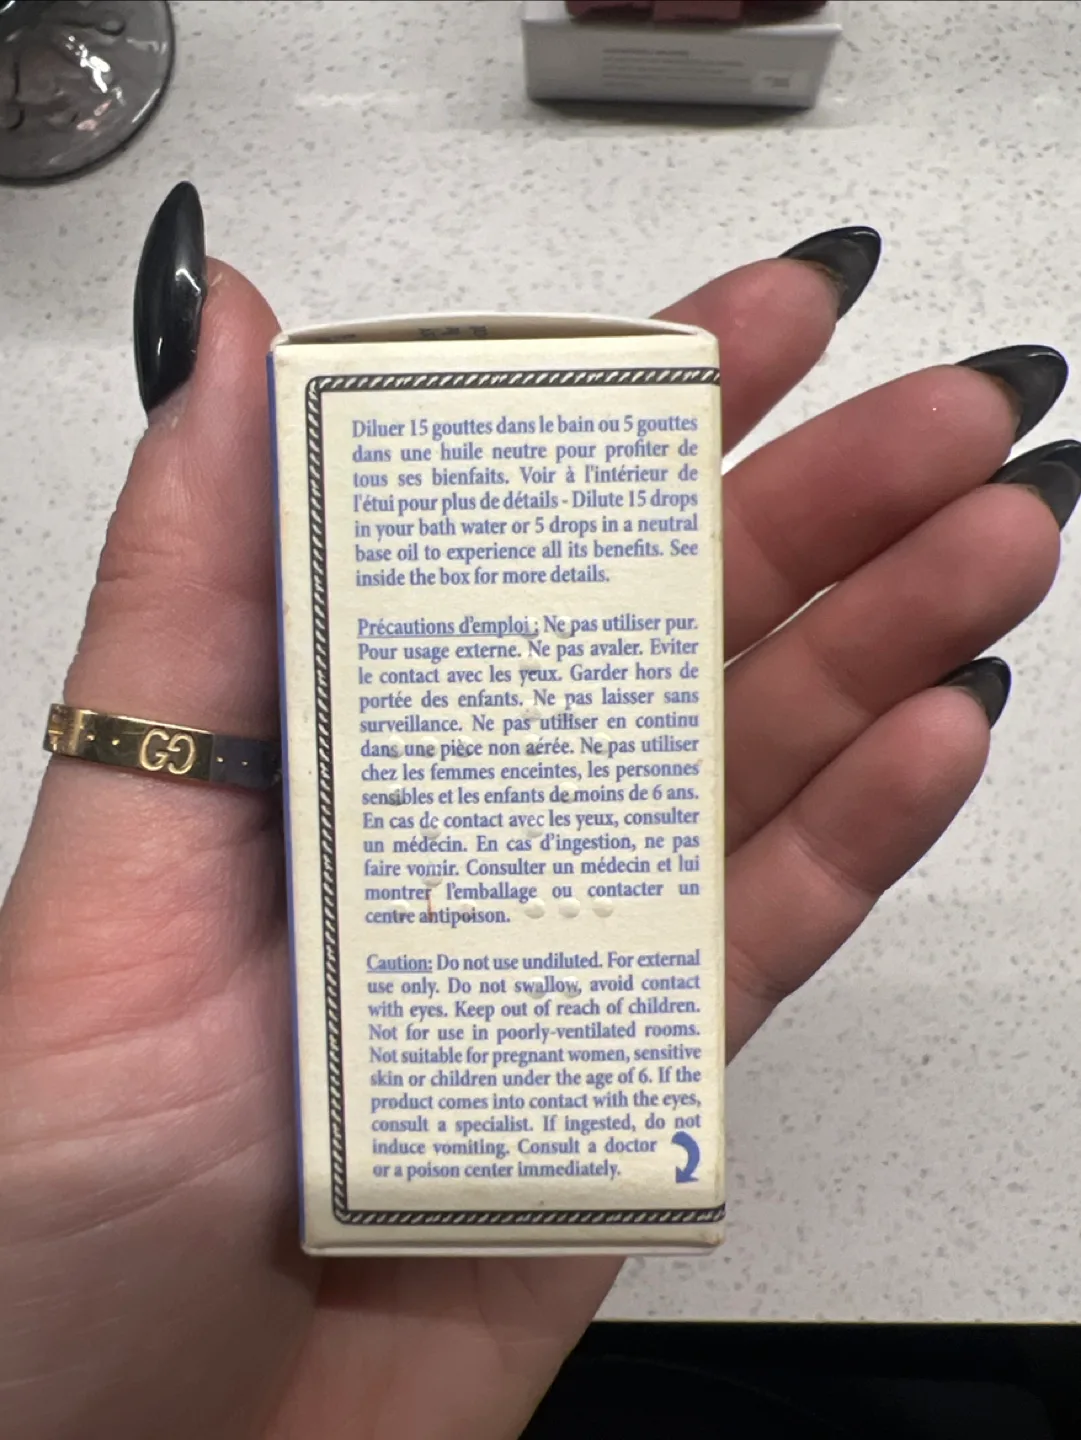 Diluer 15 gouttes dans le bain ou 5 gouttes
dans une huile neutre pour profiter de
tous ses bienfaits. Voir à l'intérieur de
l'étui pour plus de détails - Dilute 15 drops
in your bath water or 5 drops in a neutral
base oil to experience all its benefits. See
inside the box for more details.
Précautions d'emploi : Ne pas utiliser pur.
Pour usage externe. Ne pas avaler. Eviter
le contact avec les yeux. Garder hors de
portée des enfants. Ne pas laisser sans
surveillance. Ne pas utiliser en continu
dans une pièce non aérée. Ne pas utiliser
chez les femmes enceintes, les personnes
sensibles et les enfants de moins de 6 ans.
En cas de contact avec les yeux, consulter
un médecin. En cas d'ingestion, ne pas
faire vomir. Consulter un médecin et lui
montrer l'emballage ou contacter un
centre antipoison.
Caution: Do not use undiluted. For external
use only. Do not swallow, avoid contact
with eyes. Keep out of reach of children.
Not for use in poorly-ventilated rooms.
Not suitable for pregnant women, sensitive
skin or children under the age of 6. If the
product comes into contact with the eyes,
consult a specialist. If ingested, do not
induce vomiting. Consult a doctor
or a poison center immediately.
GG